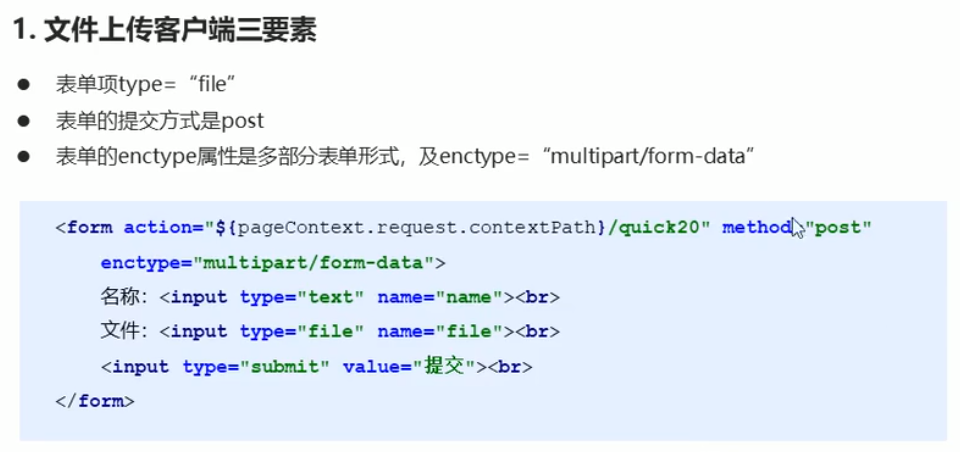 1. 文件上传客户端三要素
● 表单项type=“file”
● 表单的提交方式是post
● 表单的enctype属性是多部分表单形式，及enctype=“multipart/form-data”
<form action="${pageContext.request.contextPath}/quick20" method="post"
enctype="multipart/form-data">
名称：<input type="text" name="name"><br>
文件：<input type="file" name="file"><br>
<input type="submit" value="提交"><br>
</form>